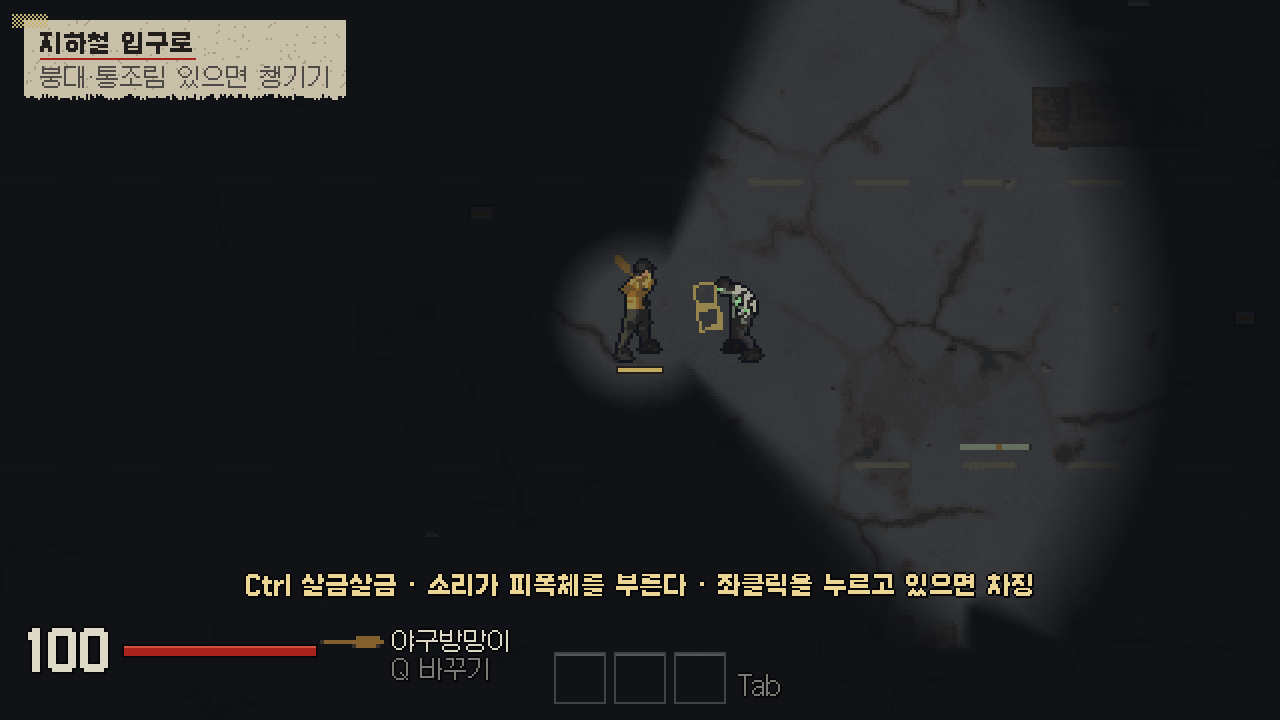 지하철 입구로
붕대·통조림 있으면 챙기기
Ctrl 살금살금 · 소리가 피폭체를 부른다 · 좌클릭을 누르고 있으면 차징
100
야구방망이
Q 바꾸기
Tab